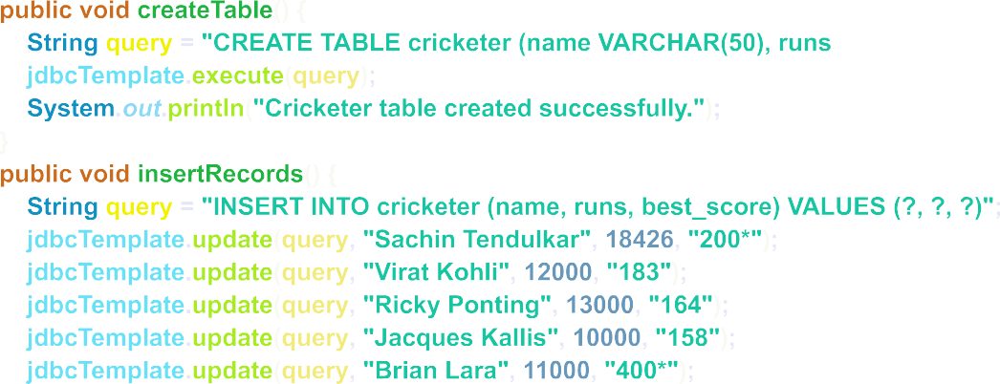 public void createTable() {
String query = "CREATE TABLE cricketer (name VARCHAR(50), runs
jdbcTemplate.execute(query);
System.out.println("Cricketer table created successfully.");
}
public void insertRecords() {
String query = "INSERT INTO cricketer (name, runs, best_score) VALUES (?, ?, ?)";
jdbcTemplate.update(query, "Sachin Tendulkar", 18426, "200*");
jdbcTemplate.update(query, "Virat Kohli", 12000, "183");
jdbcTemplate.update(query, "Ricky Ponting", 13000, "164");
jdbcTemplate.update(query, "Jacques Kallis", 10000, "158");
jdbcTemplate.update(query, "Brian Lara", 11000, "400*");